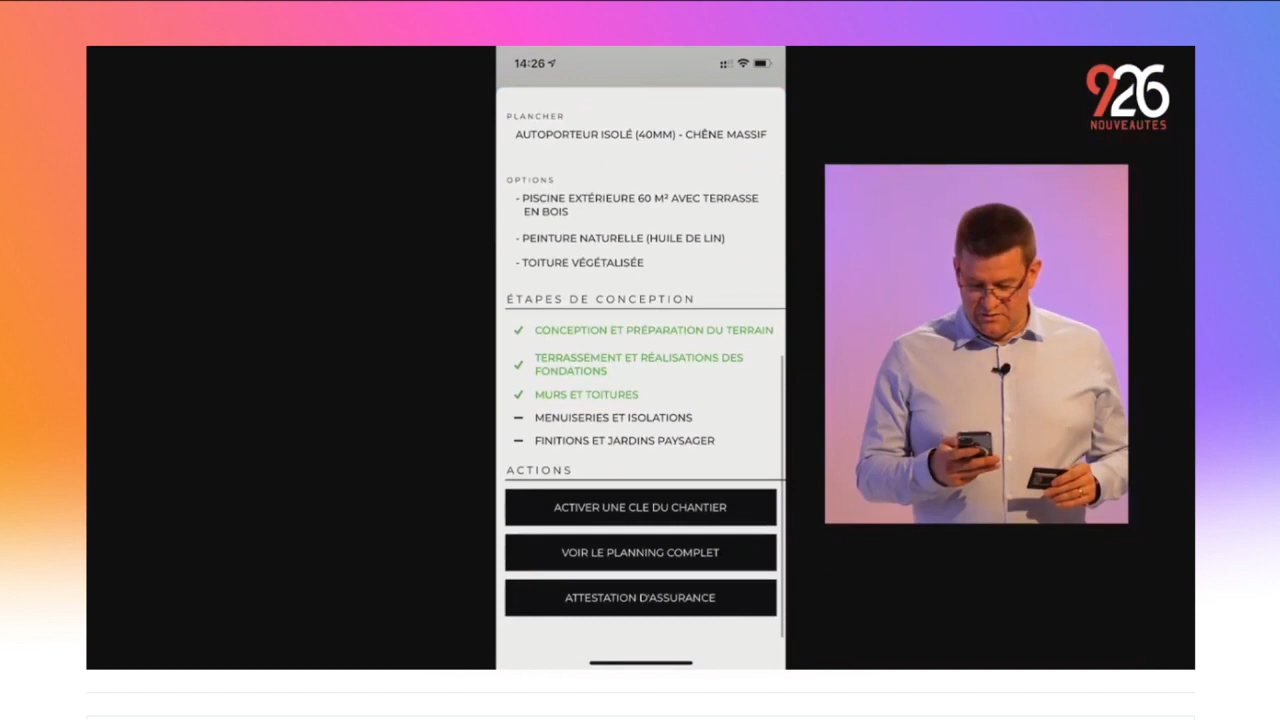 14:26
926
NOUVEAUTES
PLANCHER
AUTOPORTEUR ISOLÉ (40MM) - CHÊNE MASSIF
OPTIONS
- PISCINE EXTÉRIEURE 60 M² AVEC TERRASSE
EN BOIS
- PEINTURE NATURELLE (HUILE DE LIN)
- TOITURE VÉGÉTALISÉE
ÉTAPES DE CONCEPTION
CONCEPTION ET PRÉPARATION DU TERRAIN
TERRASSEMENT ET RÉALISATIONS DES
FONDATIONS
MURS ET TOITURES
MENUISERIES ET ISOLATIONS
FINITIONS ET JARDINS PAYSAGER
ACTIONS
ACTIVER UNE CLE DU CHANTIER
VOIR LE PLANNING COMPLET
ATTESTATION D'ASSURANCE